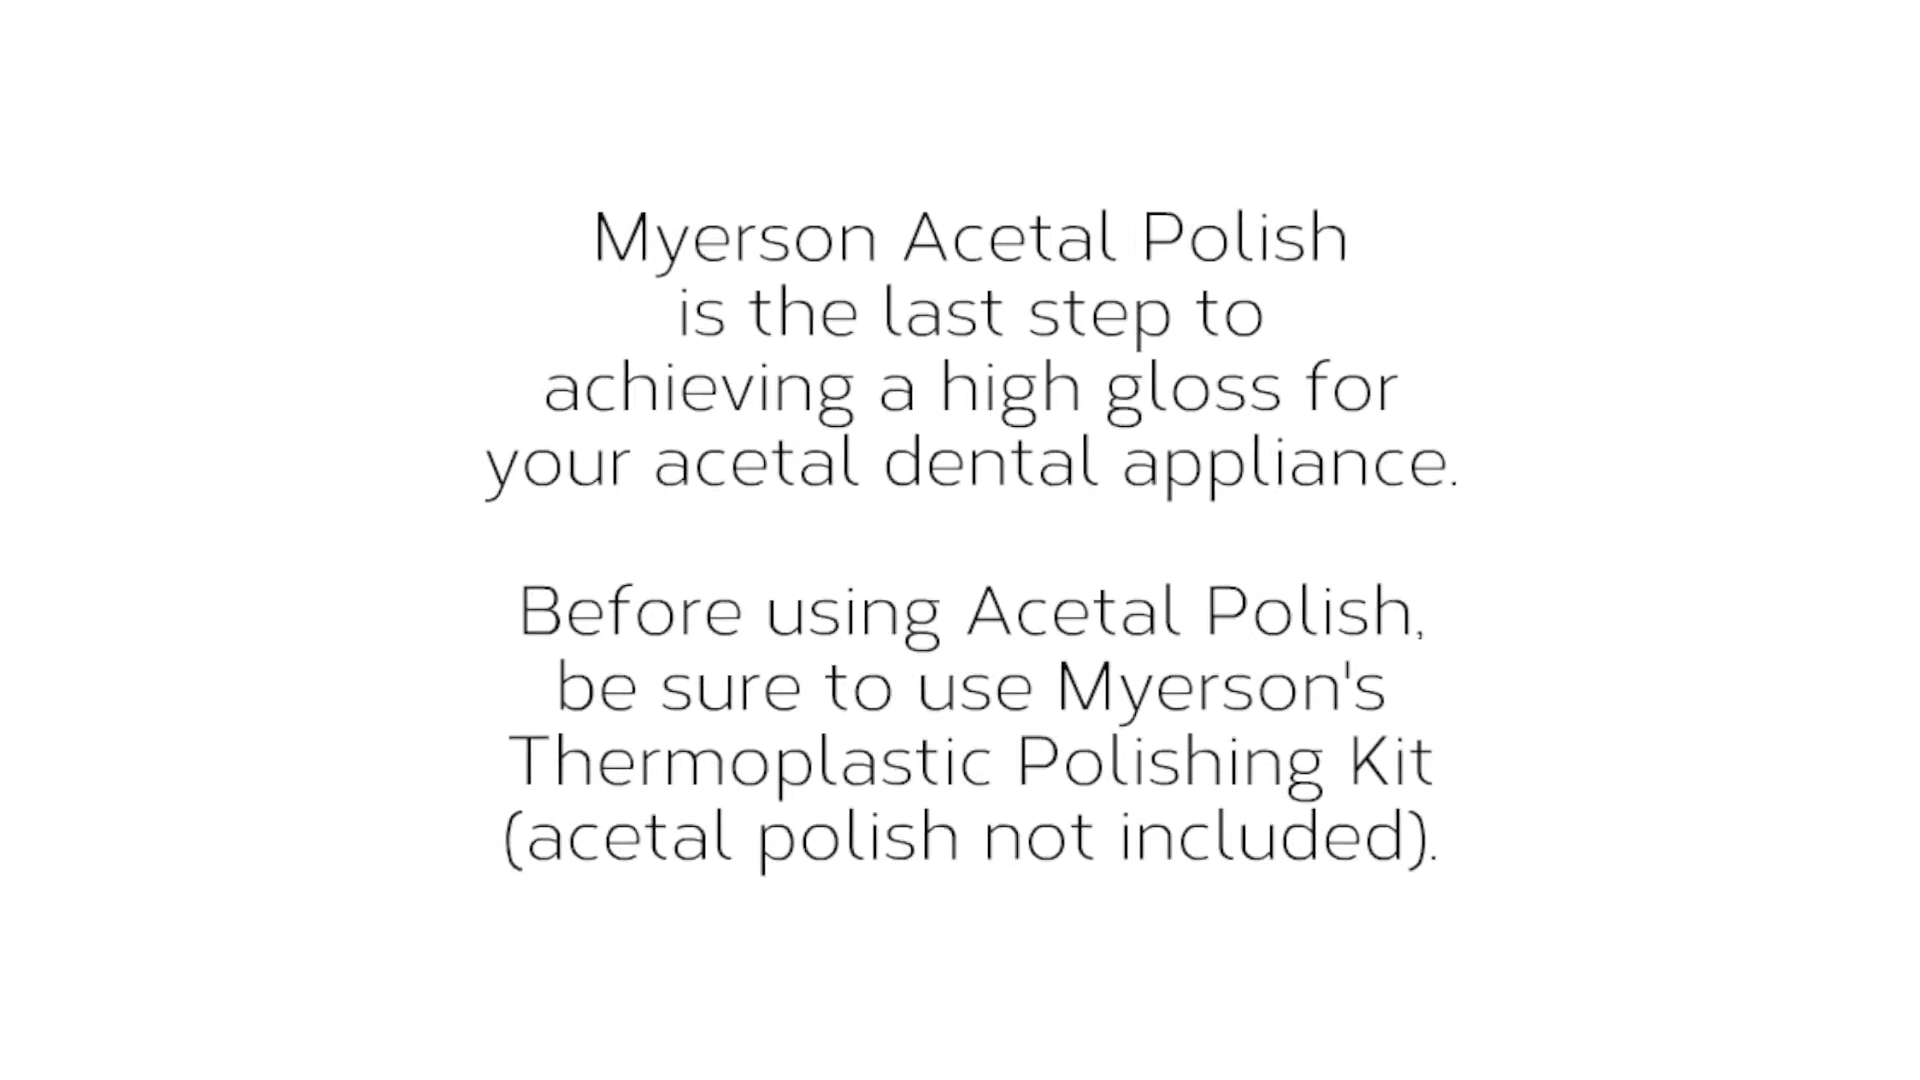 Myerson Acetal Polish
is the last step to
achieving a high gloss for
your acetal dental appliance.
Before using Acetal Polish,
be sure to use Myerson's
Thermoplastic Polishing Kit
(acetal polish not included).